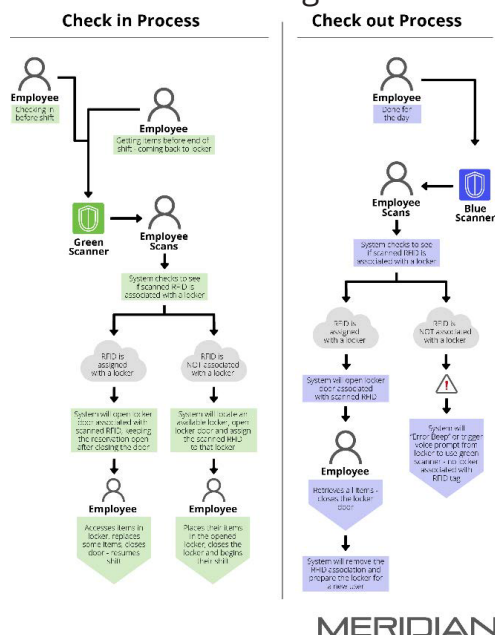 Check in Process
Employee
Checking in
before shift
Employee
Getting items before end of
shift - coming back to locker
Green
Scanner
Employee
Scans
System checks to see
if scanned RFID is
associated with a locker
RFID is
assigned
with a locker
RFID is
NOT associated
with a locker
System will open locker
door associated with
scanned RFID, keeping
the reservation open
after closing the door
System will locate an
available locker, open
locker door and assign
the scanned RFID
to that locker
Employee
Employee
Accesses items in
locker, replaces
some items, closes
door - resumes
shift
Places their items
in the opened
locker, closes the
locker and begins
their shift
Check out Process
Employee
Done for
the day
Employee
Scans
Blue
Scanner
System checks to see
if scanned RFID is
associated with a locker
RFID is
assigned
with a locker
RFID is
NOT associated
with a locker
System will open locker
door associated with
scanned RFID
System will
"Error Beep" or trigger
voice prompt from
locker to use green
scanner - no locker
associated with
RFID tag
Employee
Retrieves all items -
closes the locker
door
System will remove the
RFID association and
prepare the locker for
a new user
MERIDIAN